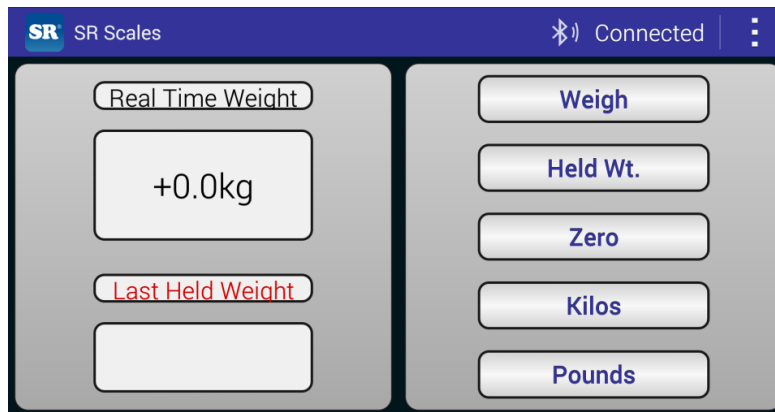 SR SR Scales
Connected
Real Time Weight
+0.0kg
Last Held Weight
Weigh
Held Wt.
Zero
Kilos
Pounds